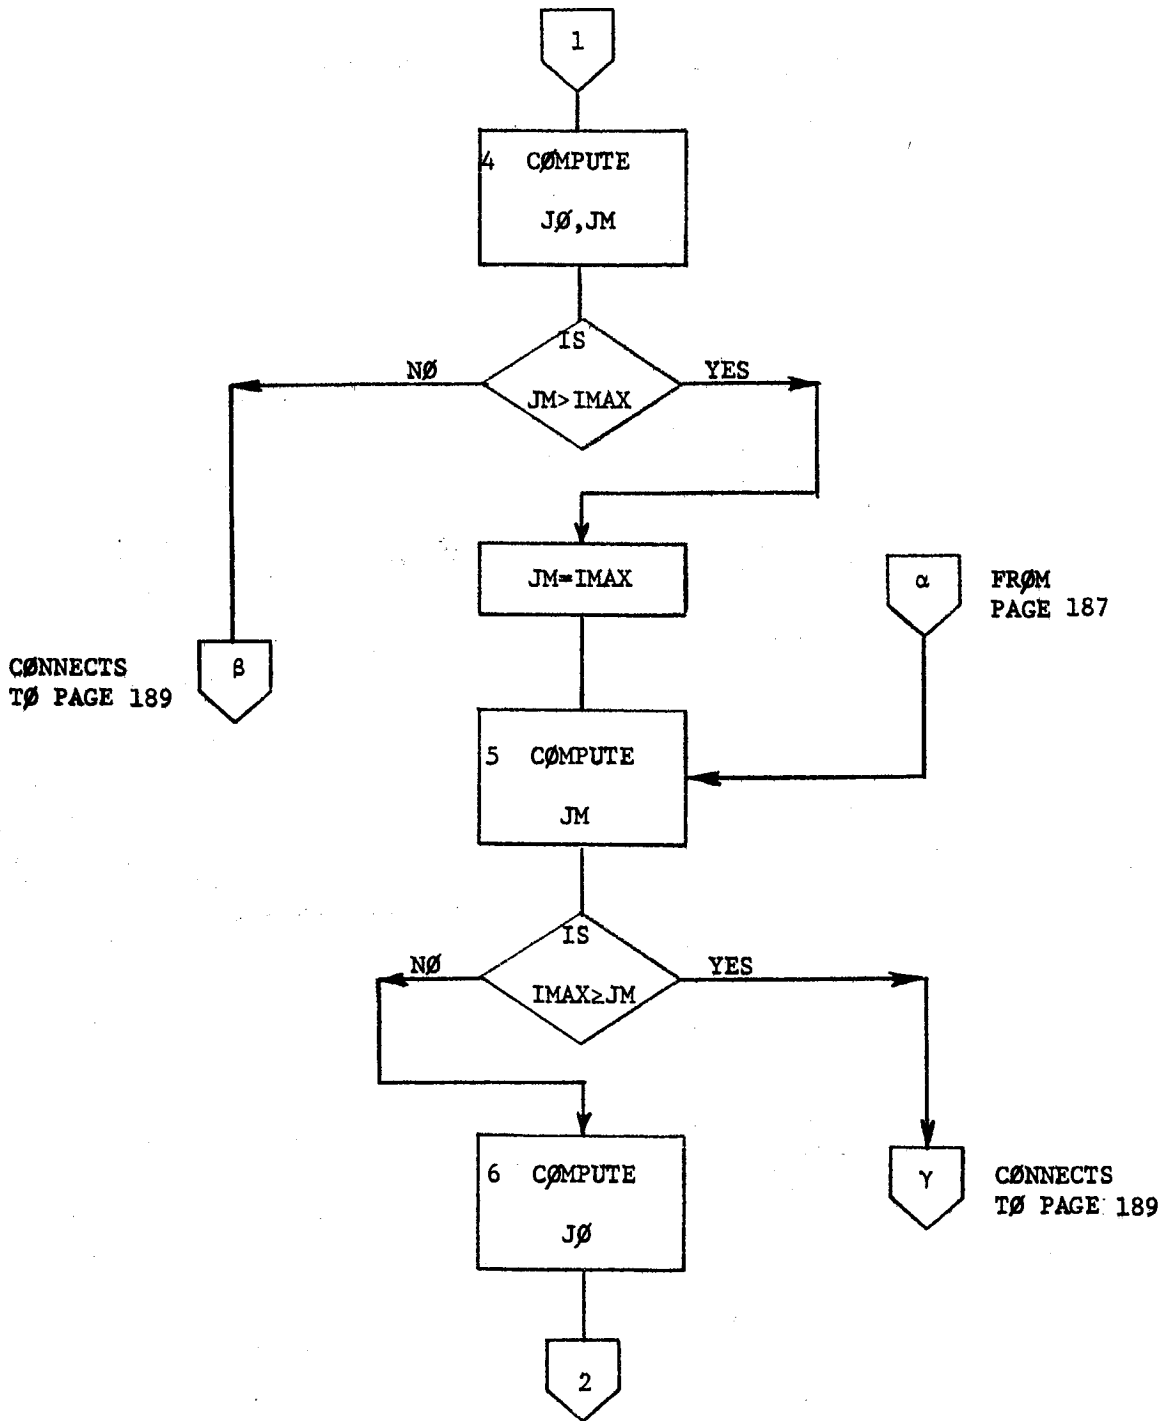 1
4 CØMPUTE
JØ,JM
IS
NØ
YES
JM>IMAX
JM=IMAX
α
FRØM
PAGE 187
CØNNECTS
TØ PAGE 189
β
5 CØMPUTE
JM
IS
NØ
YES
IMAX≥JM
6 CØMPUTE
JØ
γ
CØNNECTS
TØ PAGE 189
2